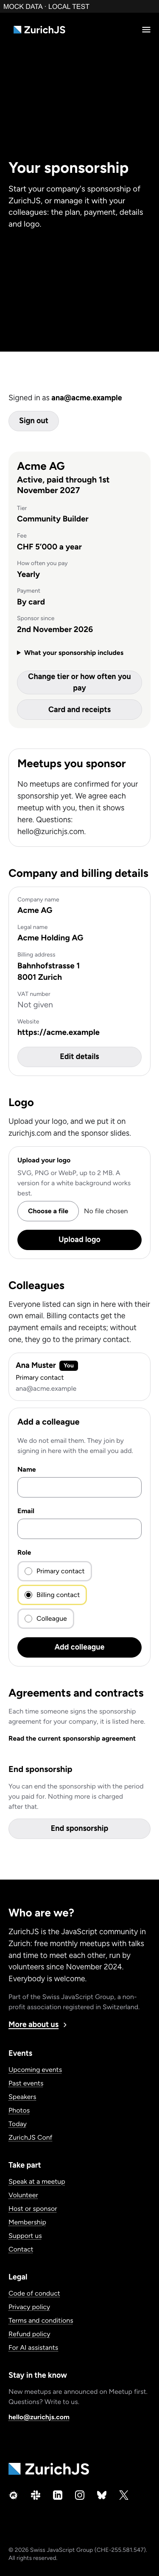 MOCK DATA · LOCAL TEST
ZurichJS
Your sponsorship
Start your company's sponsorship
of ZurichJS, or manage it with your
colleagues: the plan, payment, details
and logo.
Signed in as ana@acme.example
Sign out
Acme AG
Active, paid through 1st
November 2027
Tier
Community Builder
Fee
CHF 5'000 a year
How often you pay
Yearly
Payment
By card
Sponsor since
2nd November 2026
What your sponsorship includes
Change tier or how often you
pay
Card and receipts
Meetups you sponsor
No meetups are confirmed for your
sponsorship yet. We agree each
meetup with you, then it shows
here. Questions:
hello@zurichjs.com.
Company and billing details
Company name
Acme AG
Legal name
Acme Holding AG
Billing address
Bahnhofstrasse 1
8001 Zurich
VAT number
Not given
Website
https://acme.example
Edit details
Logo
Upload your logo, and we put it on
zurichjs.com and the sponsor slides.
Upload your logo
SVG, PNG or WebP, up to 2 MB. A
version for a white background works
best.
Choose a file No file chosen
Upload logo
Colleagues
Everyone listed can sign in here with their
own email. Billing contacts get the
payment emails and receipts; without
one, they go to the primary contact.
Ana Muster You
Primary contact
ana@acme.example
Add a colleague
We do not email them. They join by
signing in here with the email you add.
Name
Email
Role
Primary contact
Billing contact
Colleague
Add colleague
Agreements and contracts
Each time someone signs the sponsorship
agreement for your company, it is listed here.
Read the current sponsorship agreement
End sponsorship
You can end the sponsorship with the period
you paid for. Nothing more is charged
after that.
End sponsorship
Who are we?
ZurichJS is the JavaScript community in
Zurich: free monthly meetups with talks
and time to meet each other, run by
volunteers since November 2024.
Everybody is welcome.
Part of the Swiss JavaScript Group, a non-
profit association registered in Switzerland.
More about us
Events
Upcoming events
Past events
Speakers
Photos
Today
ZurichJS Conf
Take part
Speak at a meetup
Volunteer
Host or sponsor
Membership
Support us
Contact
Legal
Code of conduct
Privacy policy
Terms and conditions
Refund policy
For AI assistants
Stay in the know
New meetups are announced on Meetup first.
Questions? Write to us.
hello@zurichjs.com
ZurichJS
© 2026 Swiss JavaScript Group (CHE-255.581.547).
All rights reserved.